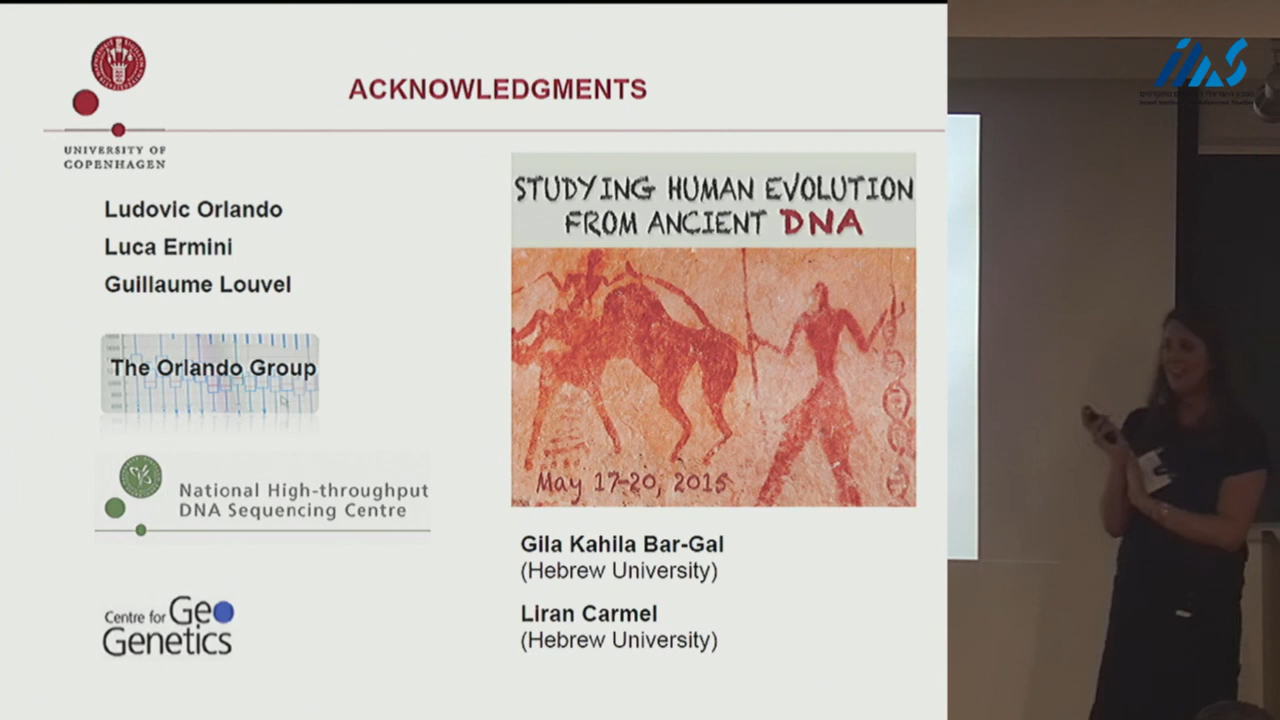 ACKNOWLEDGMENTS
UNIVERSITY OF
COPENHAGEN
Ludovic Orlando
Luca Ermini
Guillaume Louvel
The Orlando Group
National High-throughput
DNA Sequencing Centre
Centre for Geo
Genetics
STUDYING HUMAN EVOLUTION
FROM ANCIENT DNA
May 17-20, 2015
Gila Kahila Bar-Gal
(Hebrew University)
Liran Carmel
(Hebrew University)
IIAS